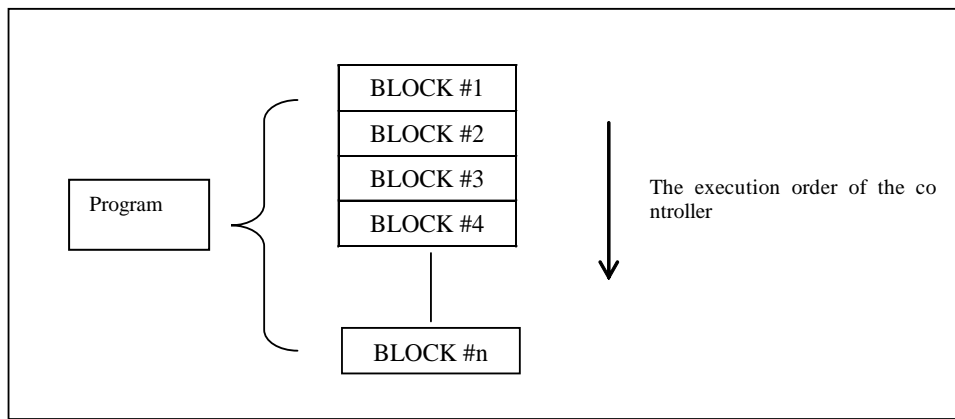 BLOCK #1
BLOCK #2
BLOCK #3
BLOCK #4
Program
The execution order of the co
ntroller
BLOCK #n